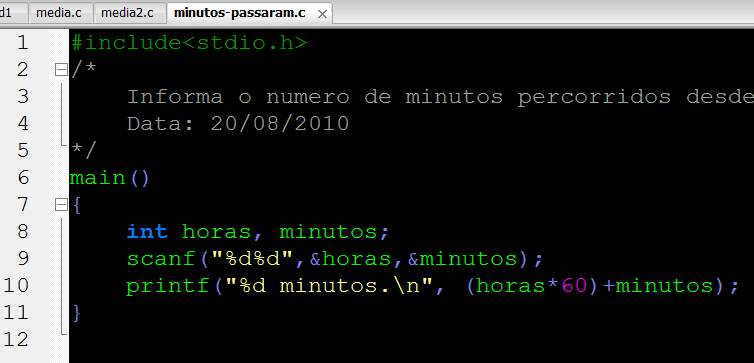 d1 media.c media2.c minutos-passaram.c
1 #include<stdio.h>
2 /*
3 Informa o numero de minutos percorridos desde
4 Data: 20/08/2010
5 */
6 main()
7 {
8 int horas, minutos;
9 scanf("%d%d",&horas,&minutos);
10 printf("%d minutos.\n", (horas*60)+minutos);
11 }
12